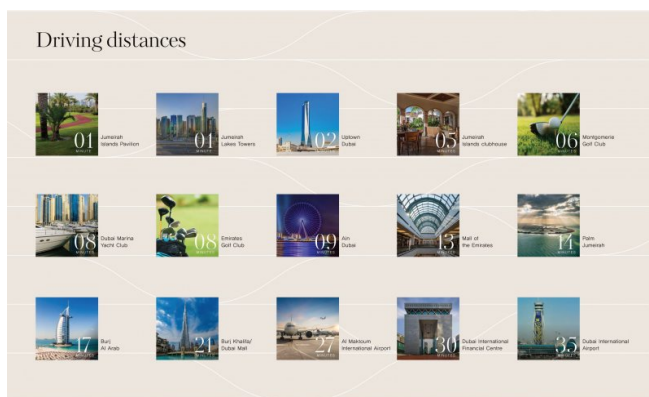 Driving distances
01
MINUTE
Jumeirah
Islands Pavilion
01
MINUTE
Jumeirah
Lakes Towers
02
MINUTES
Uptown
Dubai
05
MINUTES
Jumeirah
Islands clubhouse
06
MINUTES
Montgomerie
Golf Club
08
MINUTES
Dubai Marina
Yacht Club
08
MINUTES
Emirates
Golf Club
09
MINUTES
Ain
Dubai
13
MINUTES
Mall of
the Emirates
14
MINUTES
Palm
Jumeirah
17
MINUTES
Burj
Al Arab
21
MINUTES
Burj Khalifa/
Dubai Mall
27
MINUTES
Al Maktoum
International Airport
30
MINUTES
Dubai International
Financial Centre
35
MINUTES
Dubai International
Airport